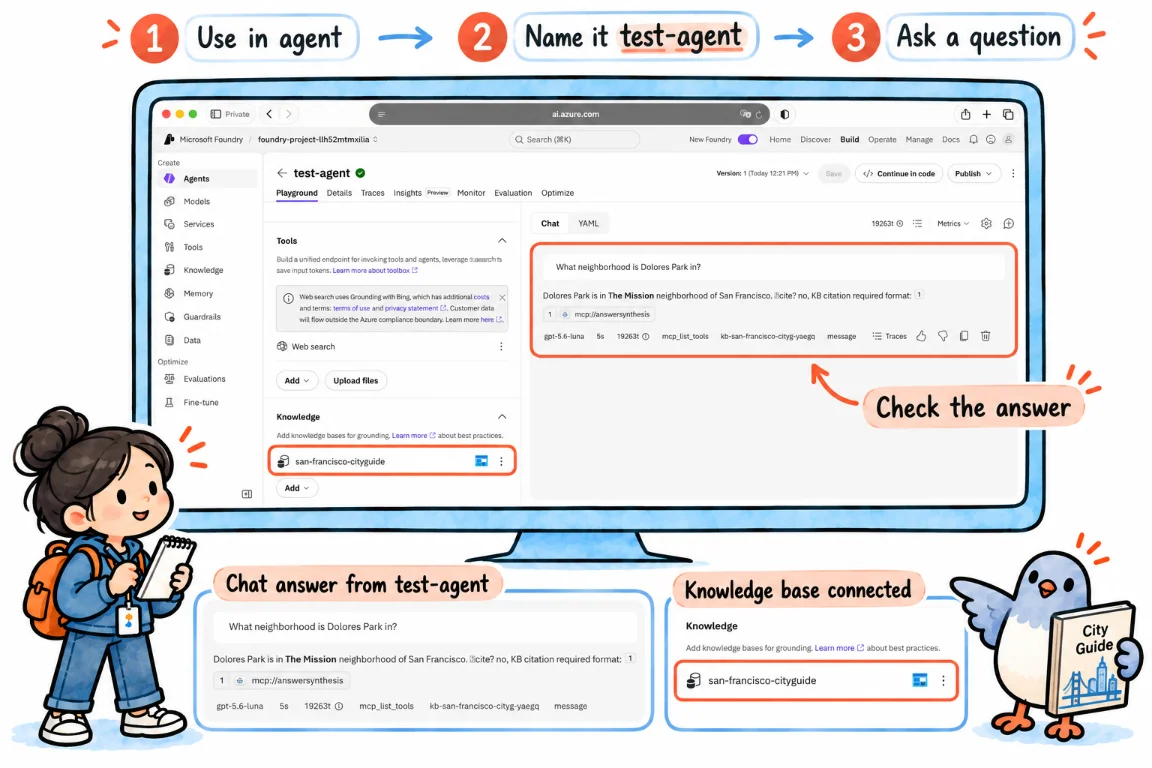 1 Use in agent
2 Name it test-agent
3 Ask a question
Private
ai.azure.com
Microsoft Foundry / foundry-project-llh52mtmxilia
Search (⌘K)
New Foundry Home Discover Build Operate Manage Docs
Create
Agents
Models
Services
Tools
Knowledge
Memory
Guardrails
Data
Optimize
Evaluations
Fine-tune
test-agent
Version: 1 (Today 12:21 PM)
Save
Continue in code
Publish
Playground Details Traces Insights Preview Monitor Evaluation Optimize
Tools
Build a unified endpoint for invoking tools and agents, leverage
save input tokens. Learn more about toolbox
Web search uses Grounding with Bing, which has additional costs
and terms: terms of use and privacy statement. Customer data
will flow outside the Azure compliance boundary. Learn more here
Web search
Add
Upload files
Knowledge
Add knowledge bases for grounding. Learn more about best practices.
san-francisco-cityguide
Add
Chat YAML
19263t
Metrics
What neighborhood is Dolores Park in?
Dolores Park is in The Mission neighborhood of San Francisco. cite? no, KB citation required format: 1
1 mcp://answersynthesis
gpt-5.6-luna 5s 19263t mcp_list_tools kb-san-francisco-cityg-yaegq message Traces
Check the answer
Chat answer from test-agent
What neighborhood is Dolores Park in?
Dolores Park is in The Mission neighborhood of San Francisco. cite? no, KB citation required format: 1
1 mcp://answersynthesis
gpt-5.6-luna 5s 19263t mcp_list_tools kb-san-francisco-cityg-yaegq message
Knowledge base connected
Knowledge
Add knowledge bases for grounding. Learn more about best practices.
san-francisco-cityguide
City
Guide